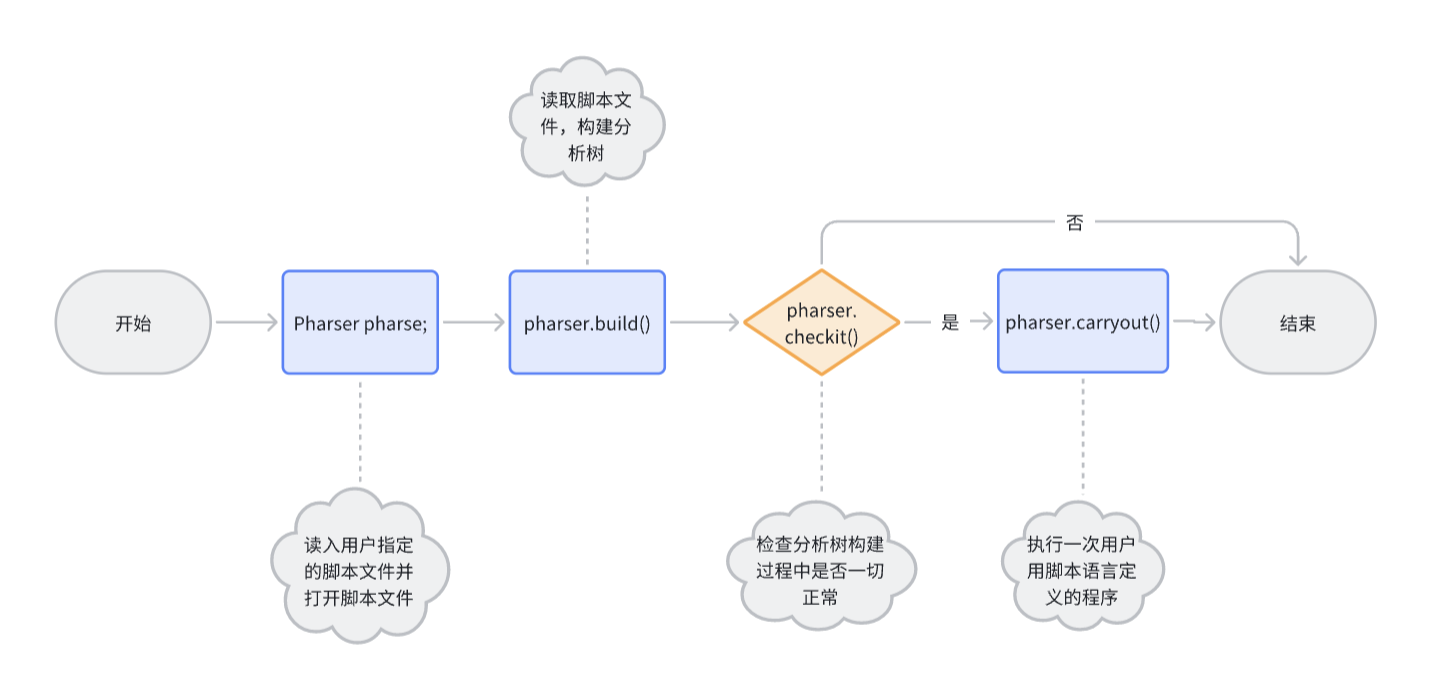 读取脚本文
件，构建分
析树
否
开始
Pharser pharse;
pharser.build()
pharser.
checkit()
是
pharser.carryout()
结束
读入用户指定
的脚本文件并
打开脚本文件
检查分析树构建
过程中是否一切
正常
执行一次用户
用脚本语言定
义的程序